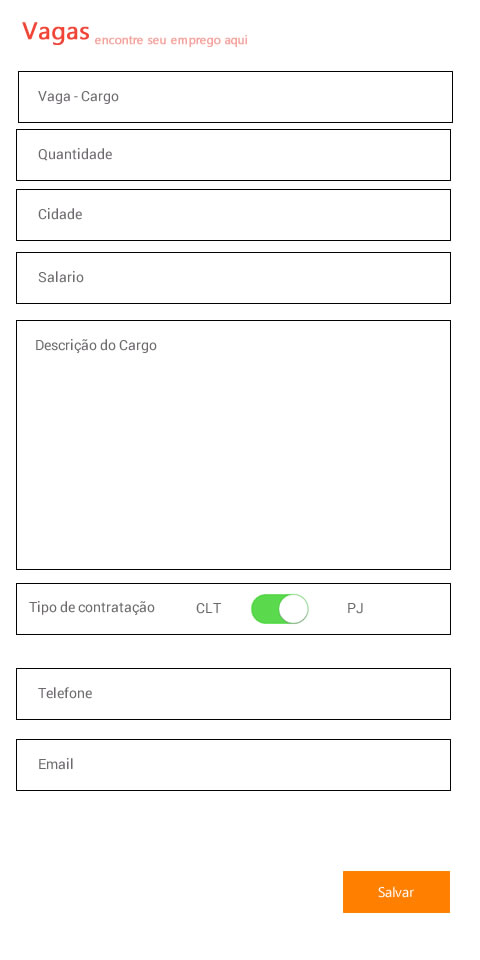 Vagas encontre seu emprego aqui
Vaga - Cargo
Quantidade
Cidade
Salario
Descrição do Cargo
Tipo de contratação CLT PJ
Telefone
Email
Salvar